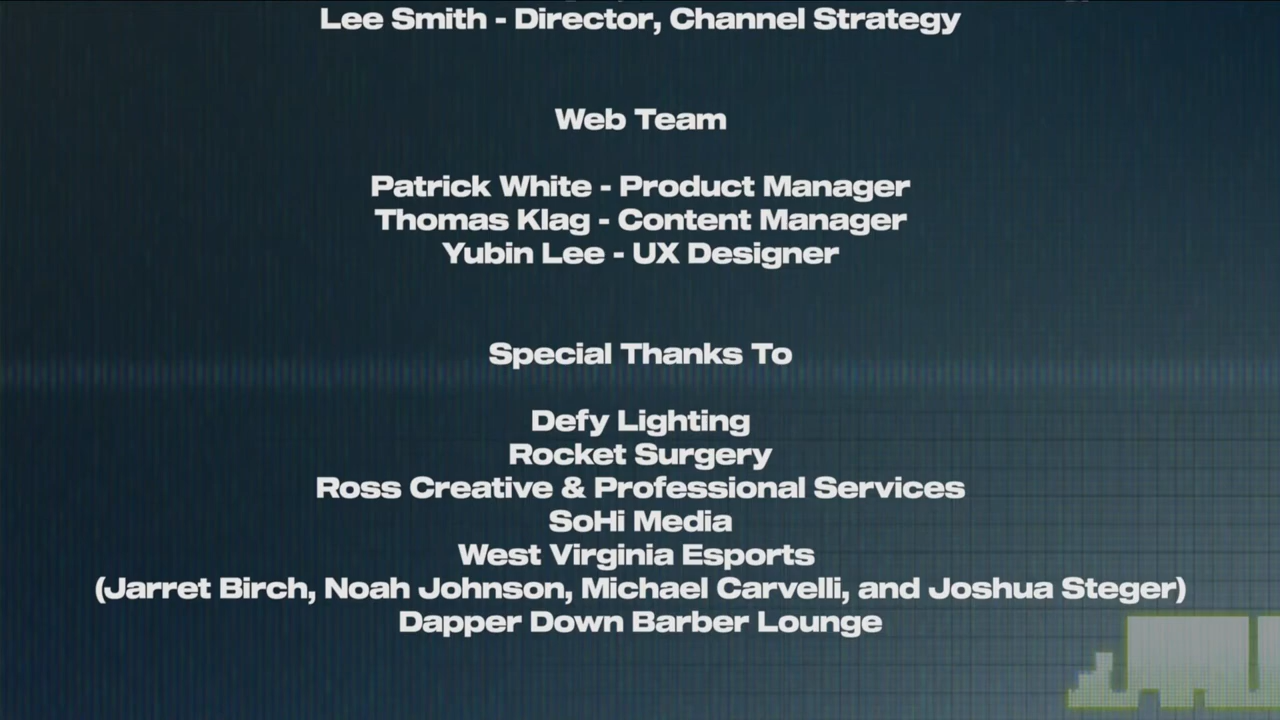 Lee Smith - Director, Channel Strategy
Web Team
Patrick White - Product Manager
Thomas Klag - Content Manager
Yubin Lee - UX Designer
Special Thanks To
Defy Lighting
Rocket Surgery
Ross Creative & Professional Services
SoHi Media
West Virginia Esports
(Jarret Birch, Noah Johnson, Michael Carvelli, and Joshua Steger)
Dapper Down Barber Lounge